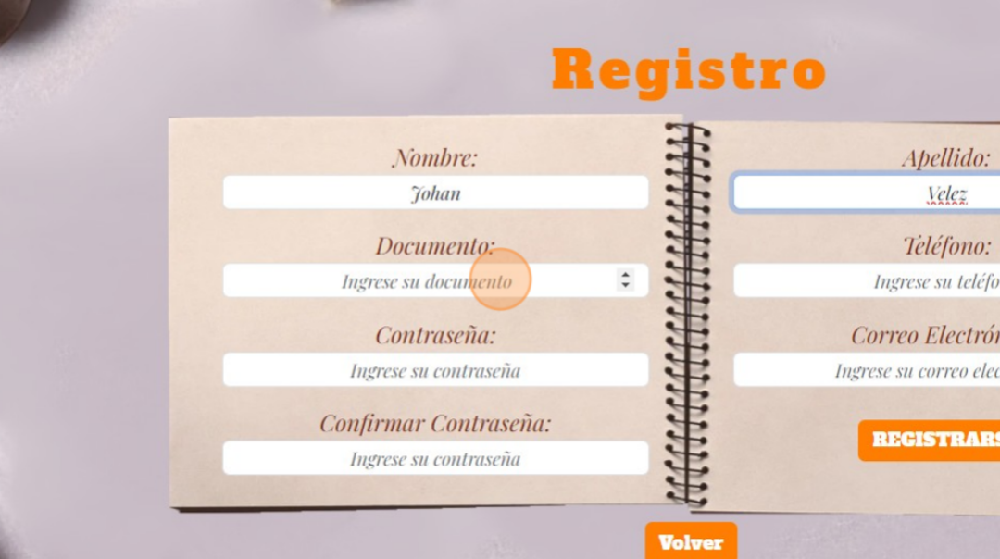 Registro
Nombre:
Johan
Documento:
Ingrese su documento
Contraseña:
Ingrese su contraseña
Confirmar Contraseña:
Ingrese su contraseña
Apellido:
Velez
Teléfono:
Ingrese su teléfo
Correo Electrón
Ingrese su correo elec
REGISTRARS
Volver